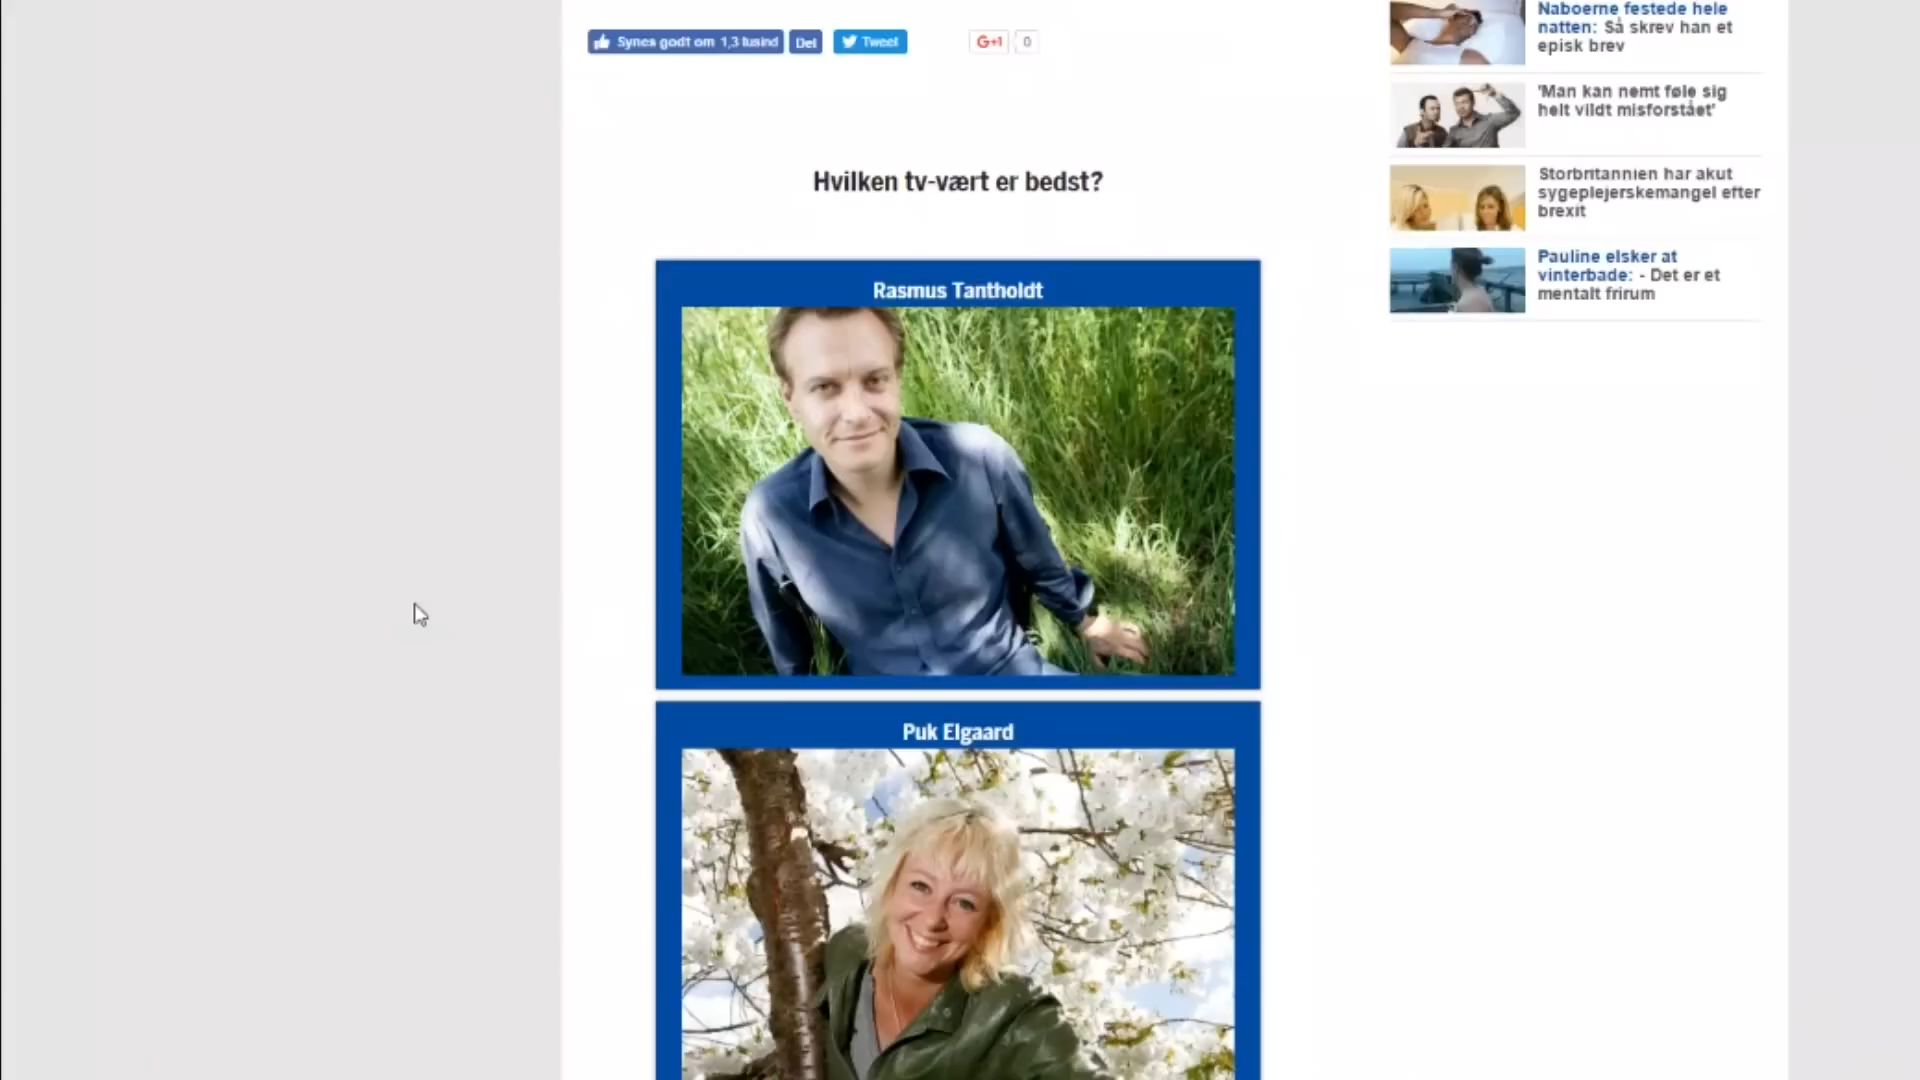 Synes godt om 1,3 tusind
Del
Tweet
G+1
0
Hvilken tv-vært er bedst?
Rasmus Tantholdt
Puk Elgaard
Naboerne festede hele
natten: Så skrev han et
episk brev
'Man kan nemt føle sig
helt vildt misforstået'
Storbritannien har akut
sygeplejerskemangel efter
brexit
Pauline elsker at
vinterbade: - Det er et
mentalt frirum